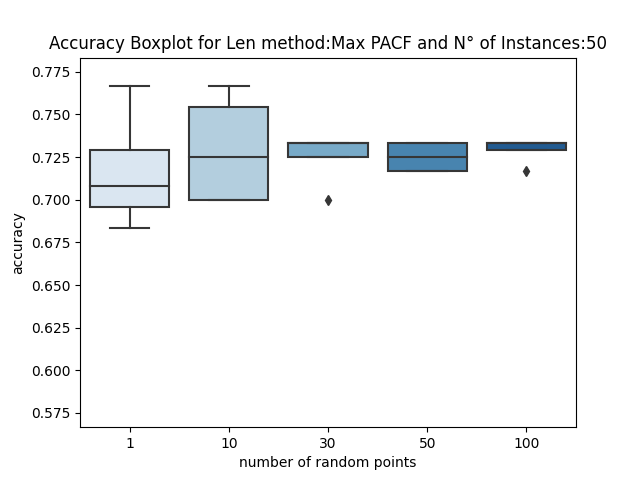 Accuracy Boxplot for Len method:Max PACF and N° of Instances:50
0.775
0.750
0.725
0.700
0.675
0.650
0.625
0.600
0.575
accuracy
1 10 30 50 100
number of random points